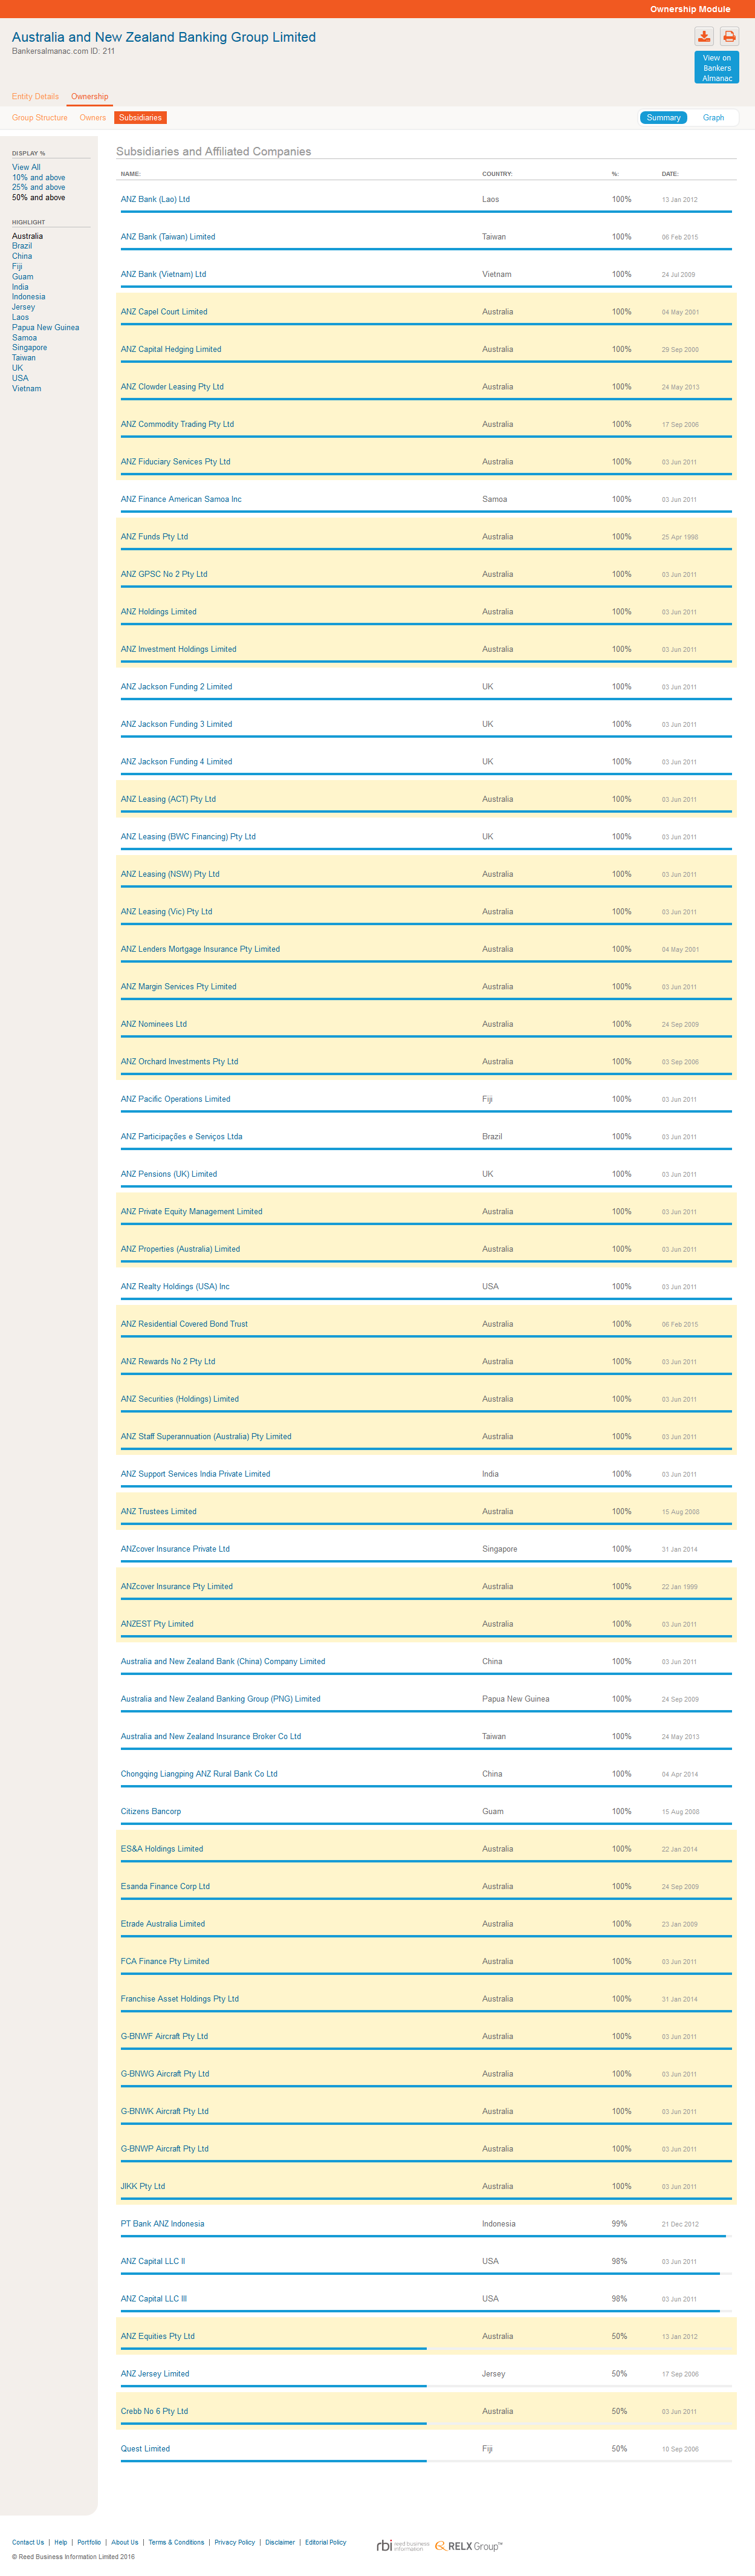 Ownership Module
Australia and New Zealand Banking Group Limited
Bankersalmanac.com ID: 211
View on
Bankers
Almanac
Entity Details Ownership
Group Structure Owners Subsidiaries Summary Graph
DISPLAY %
View All
10% and above
25% and above
50% and above
HIGHLIGHT
Australia
Brazil
China
Fiji
Guam
India
Indonesia
Jersey
Laos
Papua New Guinea
Samoa
Singapore
Taiwan
UK
USA
Vietnam
Subsidiaries and Affiliated Companies
NAME: COUNTRY: %: DATE:
ANZ Bank (Lao) Ltd Laos 100% 13 Jan 2012
ANZ Bank (Taiwan) Limited Taiwan 100% 06 Feb 2015
ANZ Bank (Vietnam) Ltd Vietnam 100% 24 Jul 2009
ANZ Capel Court Limited Australia 100% 04 May 2001
ANZ Capital Hedging Limited Australia 100% 29 Sep 2000
ANZ Clowder Leasing Pty Ltd Australia 100% 24 May 2013
ANZ Commodity Trading Pty Ltd Australia 100% 17 Sep 2006
ANZ Fiduciary Services Pty Ltd Australia 100% 03 Jun 2011
ANZ Finance American Samoa Inc Samoa 100% 03 Jun 2011
ANZ Funds Pty Ltd Australia 100% 25 Apr 1998
ANZ GPSC No 2 Pty Ltd Australia 100% 03 Jun 2011
ANZ Holdings Limited Australia 100% 03 Jun 2011
ANZ Investment Holdings Limited Australia 100% 03 Jun 2011
ANZ Jackson Funding 2 Limited UK 100% 03 Jun 2011
ANZ Jackson Funding 3 Limited UK 100% 03 Jun 2011
ANZ Jackson Funding 4 Limited UK 100% 03 Jun 2011
ANZ Leasing (ACT) Pty Ltd Australia 100% 03 Jun 2011
ANZ Leasing (BWC Financing) Pty Ltd UK 100% 03 Jun 2011
ANZ Leasing (NSW) Pty Ltd Australia 100% 03 Jun 2011
ANZ Leasing (Vic) Pty Ltd Australia 100% 03 Jun 2011
ANZ Lenders Mortgage Insurance Pty Limited Australia 100% 04 May 2001
ANZ Margin Services Pty Limited Australia 100% 03 Jun 2011
ANZ Nominees Ltd Australia 100% 24 Sep 2009
ANZ Orchard Investments Pty Ltd Australia 100% 03 Sep 2006
ANZ Pacific Operations Limited Fiji 100% 03 Jun 2011
ANZ Participações e Serviços Ltda Brazil 100% 03 Jun 2011
ANZ Pensions (UK) Limited UK 100% 03 Jun 2011
ANZ Private Equity Management Limited Australia 100% 03 Jun 2011
ANZ Properties (Australia) Limited Australia 100% 03 Jun 2011
ANZ Realty Holdings (USA) Inc USA 100% 03 Jun 2011
ANZ Residential Covered Bond Trust Australia 100% 06 Feb 2015
ANZ Rewards No 2 Pty Ltd Australia 100% 03 Jun 2011
ANZ Securities (Holdings) Limited Australia 100% 03 Jun 2011
ANZ Staff Superannuation (Australia) Pty Limited Australia 100% 03 Jun 2011
ANZ Support Services India Private Limited India 100% 03 Jun 2011
ANZ Trustees Limited Australia 100% 15 Aug 2008
ANZcover Insurance Private Ltd Singapore 100% 31 Jan 2014
ANZcover Insurance Pty Limited Australia 100% 22 Jan 1999
ANZEST Pty Limited Australia 100% 03 Jun 2011
Australia and New Zealand Bank (China) Company Limited China 100% 03 Jun 2011
Australia and New Zealand Banking Group (PNG) Limited Papua New Guinea 100% 24 Sep 2009
Australia and New Zealand Insurance Broker Co Ltd Taiwan 100% 24 May 2013
Chongqing Liangping ANZ Rural Bank Co Ltd China 100% 04 Apr 2014
Citizens Bancorp Guam 100% 15 Aug 2008
ES&A Holdings Limited Australia 100% 22 Jan 2014
Esanda Finance Corp Ltd Australia 100% 24 Sep 2009
Etrade Australia Limited Australia 100% 23 Jan 2009
FCA Finance Pty Limited Australia 100% 03 Jun 2011
Franchise Asset Holdings Pty Ltd Australia 100% 31 Jan 2014
G-BNWF Aircraft Pty Ltd Australia 100% 03 Jun 2011
G-BNWG Aircraft Pty Ltd Australia 100% 03 Jun 2011
G-BNWK Aircraft Pty Ltd Australia 100% 03 Jun 2011
G-BNWP Aircraft Pty Ltd Australia 100% 03 Jun 2011
JIKK Pty Ltd Australia 100% 03 Jun 2011
PT Bank ANZ Indonesia Indonesia 99% 21 Dec 2012
ANZ Capital LLC II USA 98% 03 Jun 2011
ANZ Capital LLC III USA 98% 03 Jun 2011
ANZ Equities Pty Ltd Australia 50% 13 Jan 2012
ANZ Jersey Limited Jersey 50% 17 Sep 2006
Crebb No 6 Pty Ltd Australia 50% 03 Jun 2011
Quest Limited Fiji 50% 10 Sep 2006
Contact Us | Help | Portfolio | About Us | Terms & Conditions | Privacy Policy | Disclaimer | Editorial Policy
rbi reed business information RELX Group™
© Reed Business Information Limited 2016